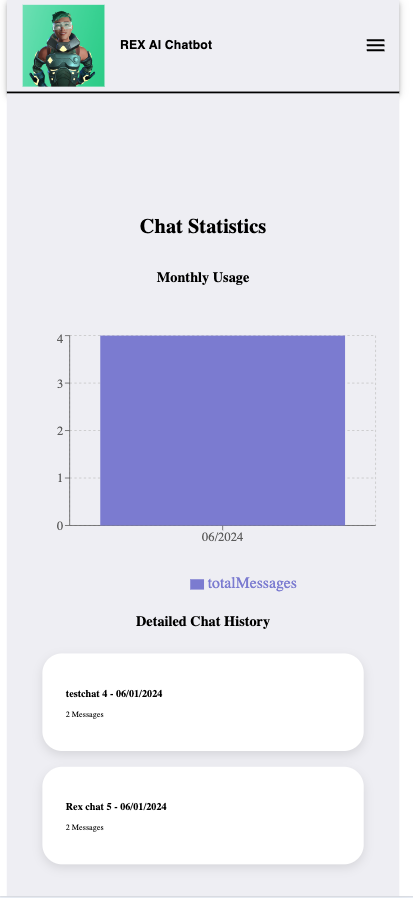 REX AI Chatbot
Chat Statistics
Monthly Usage
4
3
2
1
0
06/2024
totalMessages
Detailed Chat History
testchat 4 - 06/01/2024
2 Messages
Rex chat 5 - 06/01/2024
2 Messages